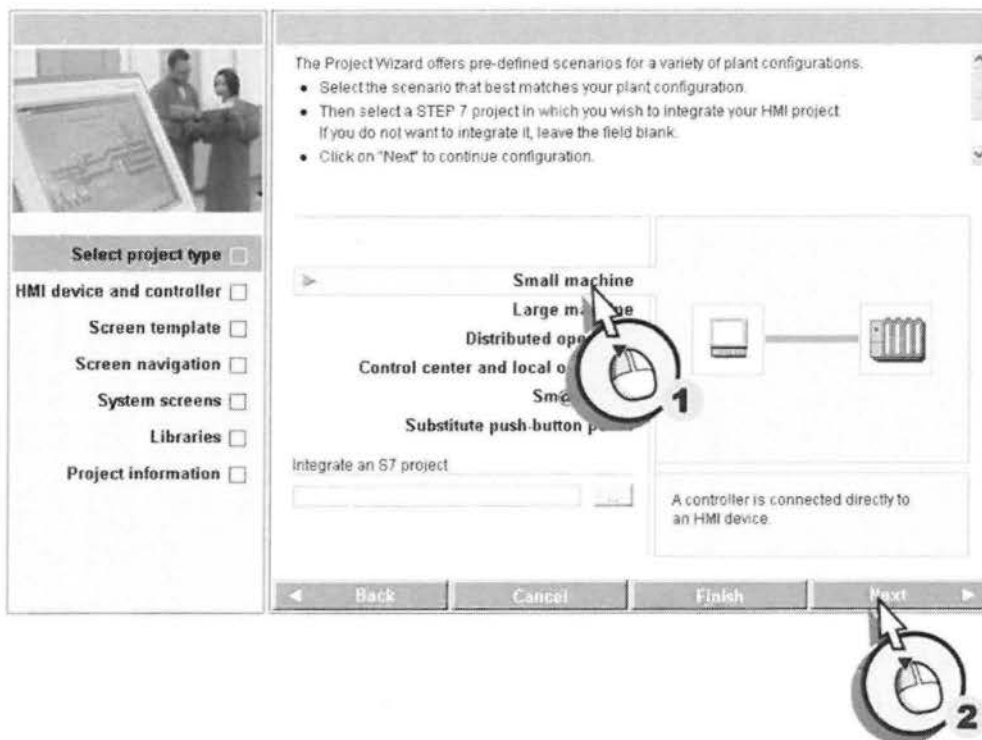 The Project Wizard offers pre-defined scenarios for a variety of plant configurations.
• Select the scenario that best matches your plant configuration.
• Then select a STEP 7 project in which you wish to integrate your HMI project
If you do not want to integrate it, leave the field blank.
• Click on "Next" to continue configuration.
Select project type
HMI device and controller
Screen template
Screen navigation
System screens
Libraries
Project information
Small machine
Large
Distributed
Control center and local
Substitute push-button
Integrate an S7 project
...
A controller is connected directly to
an HMI device.
Back
Cancel
Finish
Next
1
2